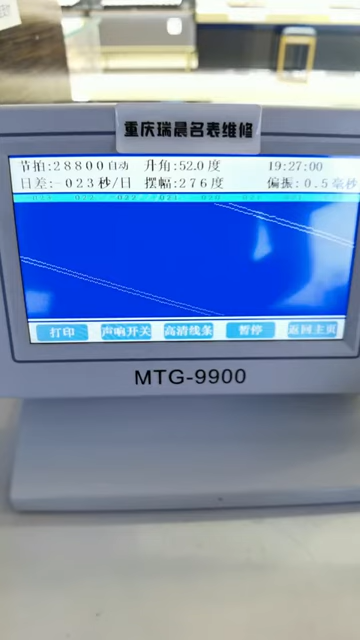 重庆瑞晨名表维修
节拍:28800自动 升角:52.0度 19:27:00
日差:-023秒/日 摆幅:276度 偏振:0.5毫秒
打印 声响开关 高清线条 暂停 返回主页
MTG-9900